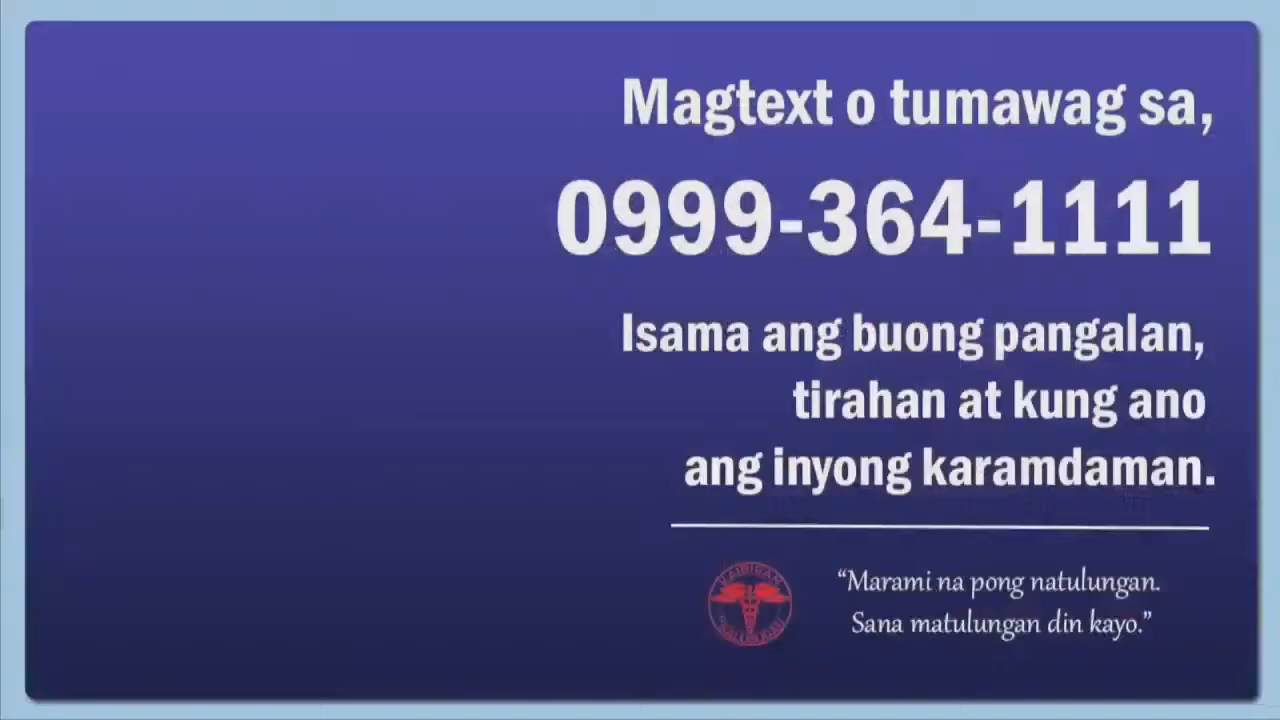 Magtext o tumawag sa,
0999-364-1111
Isama ang buong pangalan,
tirahan at kung ano
ang inyong karamdaman.
“Marami na pong natulungan.
Sana matulungan din kayo.”